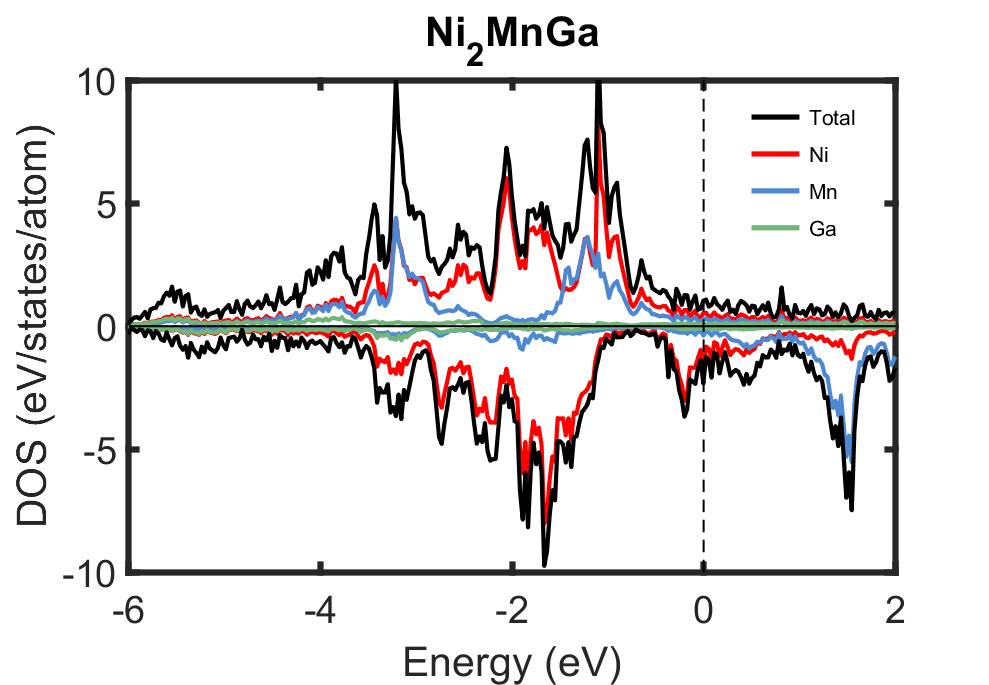 Ni₂MnGa
10
5
0
-5
-10
DOS (eV/states/atom)
Total
Ni
Mn
Ga
-6
-4
-2
0
2
Energy (eV)